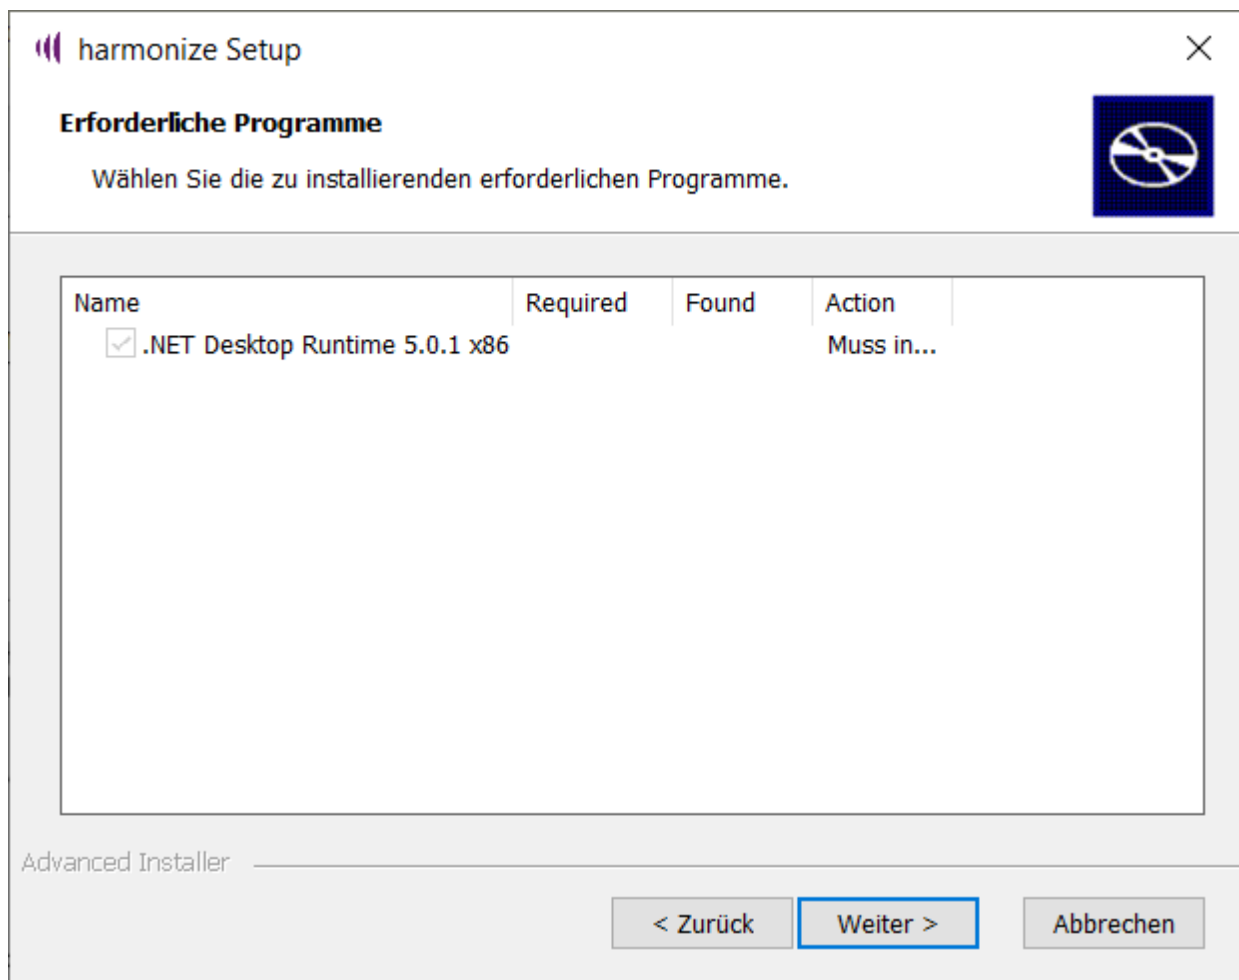 harmonize Setup
Erforderliche Programme
Wählen Sie die zu installierenden erforderlichen Programme.
Name Required Found Action
.NET Desktop Runtime 5.0.1 x86 Muss in...
Advanced Installer
< Zurück Weiter > Abbrechen